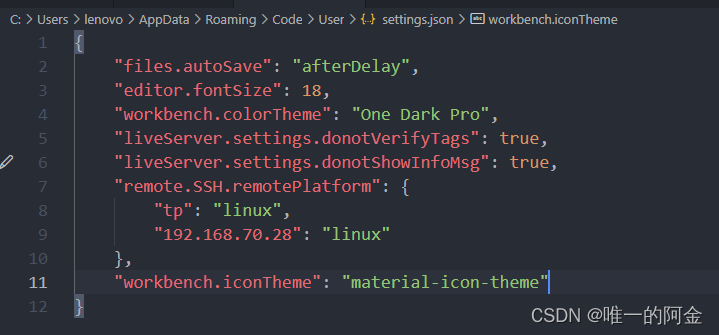 C: > Users > lenovo > AppData > Roaming > Code > User > {..} settings.json > abc workbench.iconTheme
1 {
2 "files.autoSave": "afterDelay",
3 "editor.fontSize": 18,
4 "workbench.colorTheme": "One Dark Pro",
5 "liveServer.settings.donotVerifyTags": true,
6 "liveServer.settings.donotShowInfoMsg": true,
7 "remote.SSH.remotePlatform": {
8 "tp": "linux",
9 "192.168.70.28": "linux"
10 },
11 "workbench.iconTheme": "material-icon-theme"
12 }
CSDN @唯一的阿金